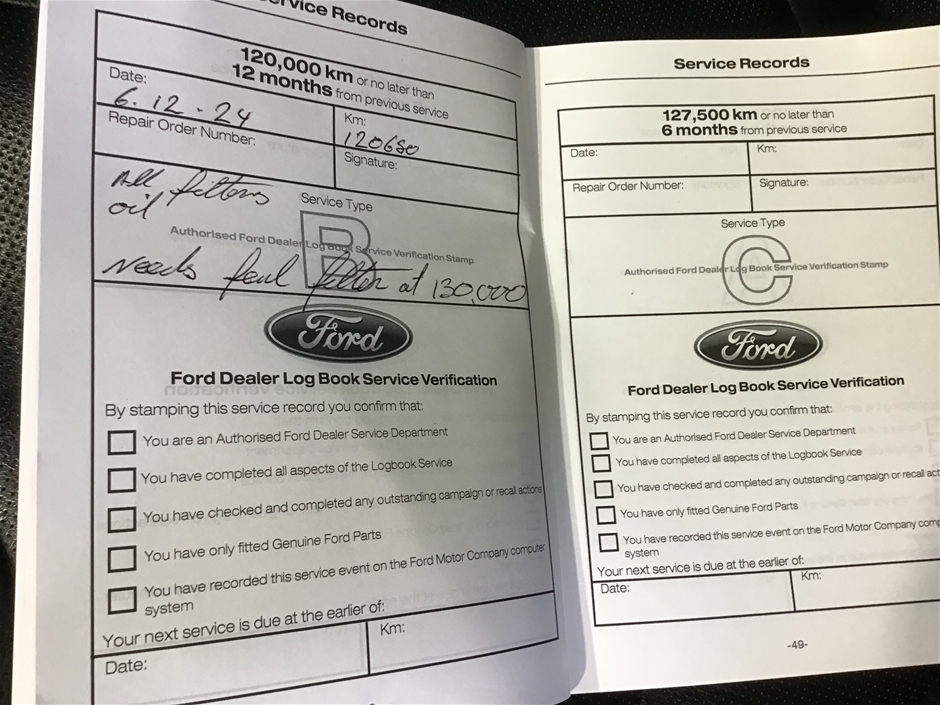 Service Records
120,000 km or no later than
12 months from previous service
Date:
6.12.24
Km:
120680
Repair Order Number:
Signature:
All filters
oil
Service Type
B
Authorised Ford Dealer Log Book Service Verification Stamp
Needs feul filter at 130,000
Ford
Ford Dealer Log Book Service Verification
By stamping this service record you confirm that:
You are an Authorised Ford Dealer Service Department
You have completed all aspects of the Logbook Service
You have checked and completed any outstanding campaign or recall actions
You have only fitted Genuine Ford Parts
You have recorded this service event on the Ford Motor Company computer
system
Your next service is due at the earlier of:
Date:
Km:
Service Records
127,500 km or no later than
6 months from previous service
Date:
Km:
Repair Order Number:
Signature:
Service Type
C
Authorised Ford Dealer Log Book Service Verification Stamp
Ford
Ford Dealer Log Book Service Verification
By stamping this service record you confirm that:
You are an Authorised Ford Dealer Service Department
You have completed all aspects of the Logbook Service
You have checked and completed any outstanding campaign or recall act
You have only fitted Genuine Ford Parts
You have recorded this service event on the Ford Motor Company comp
system
Your next service is due at the earlier of:
Date:
Km:
-49-